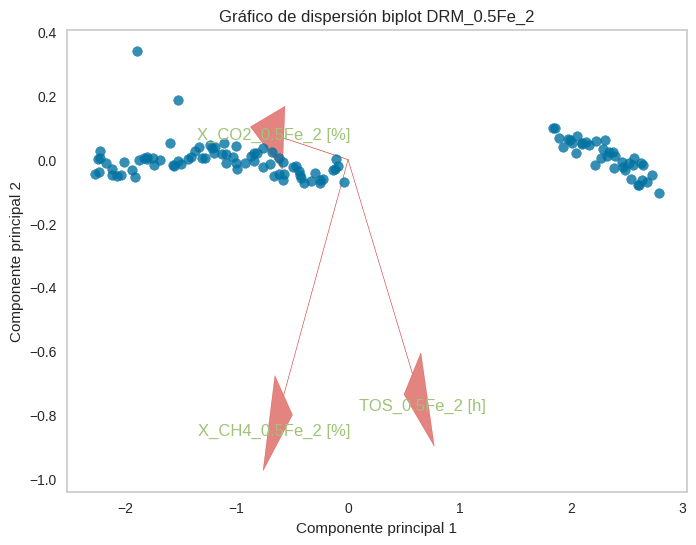 Gráfico de dispersión biplot DRM_0.5Fe_2
Componente principal 2
0.4
0.2
0.0
−0.2
−0.4
−0.6
−0.8
−1.0
X_CO2_0.5Fe_2 [%]
TOS_0.5Fe_2 [h]
X_CH4_0.5Fe_2 [%]
−2
−1
0
1
2
3
Componente principal 1